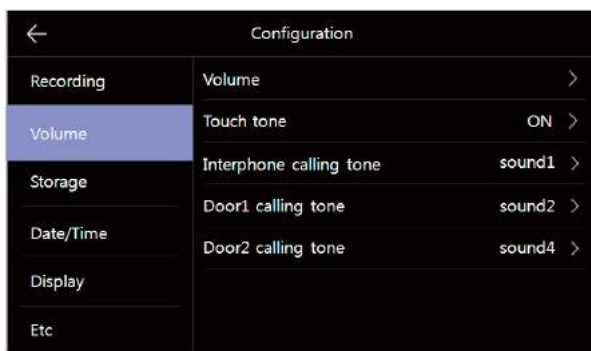 Configuration
Recording
Volume
Storage
Date/Time
Display
Etc
Volume
Touch tone ON
Interphone calling tone sound1
Door1 calling tone sound2
Door2 calling tone sound4